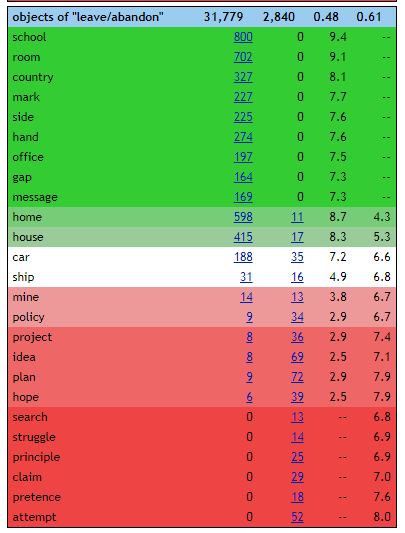 objects of "leave/abandon" 31,779 2,840 0.48 0.61
school 800 0 9.4 --
room 702 0 9.1 --
country 327 0 8.1 --
mark 227 0 7.7 --
side 225 0 7.6 --
hand 274 0 7.6 --
office 197 0 7.5 --
gap 164 0 7.3 --
message 169 0 7.3 --
home 598 11 8.7 4.3
house 415 17 8.3 5.3
car 188 35 7.2 6.6
ship 31 16 4.9 6.8
mine 14 13 3.8 6.7
policy 9 34 2.9 6.7
project 8 36 2.9 7.4
idea 8 69 2.5 7.1
plan 9 72 2.9 7.9
hope 6 39 2.5 7.9
search 0 13 -- 6.8
struggle 0 14 -- 6.9
principle 0 25 -- 6.9
claim 0 29 -- 7.0
pretence 0 18 -- 7.6
attempt 0 52 -- 8.0